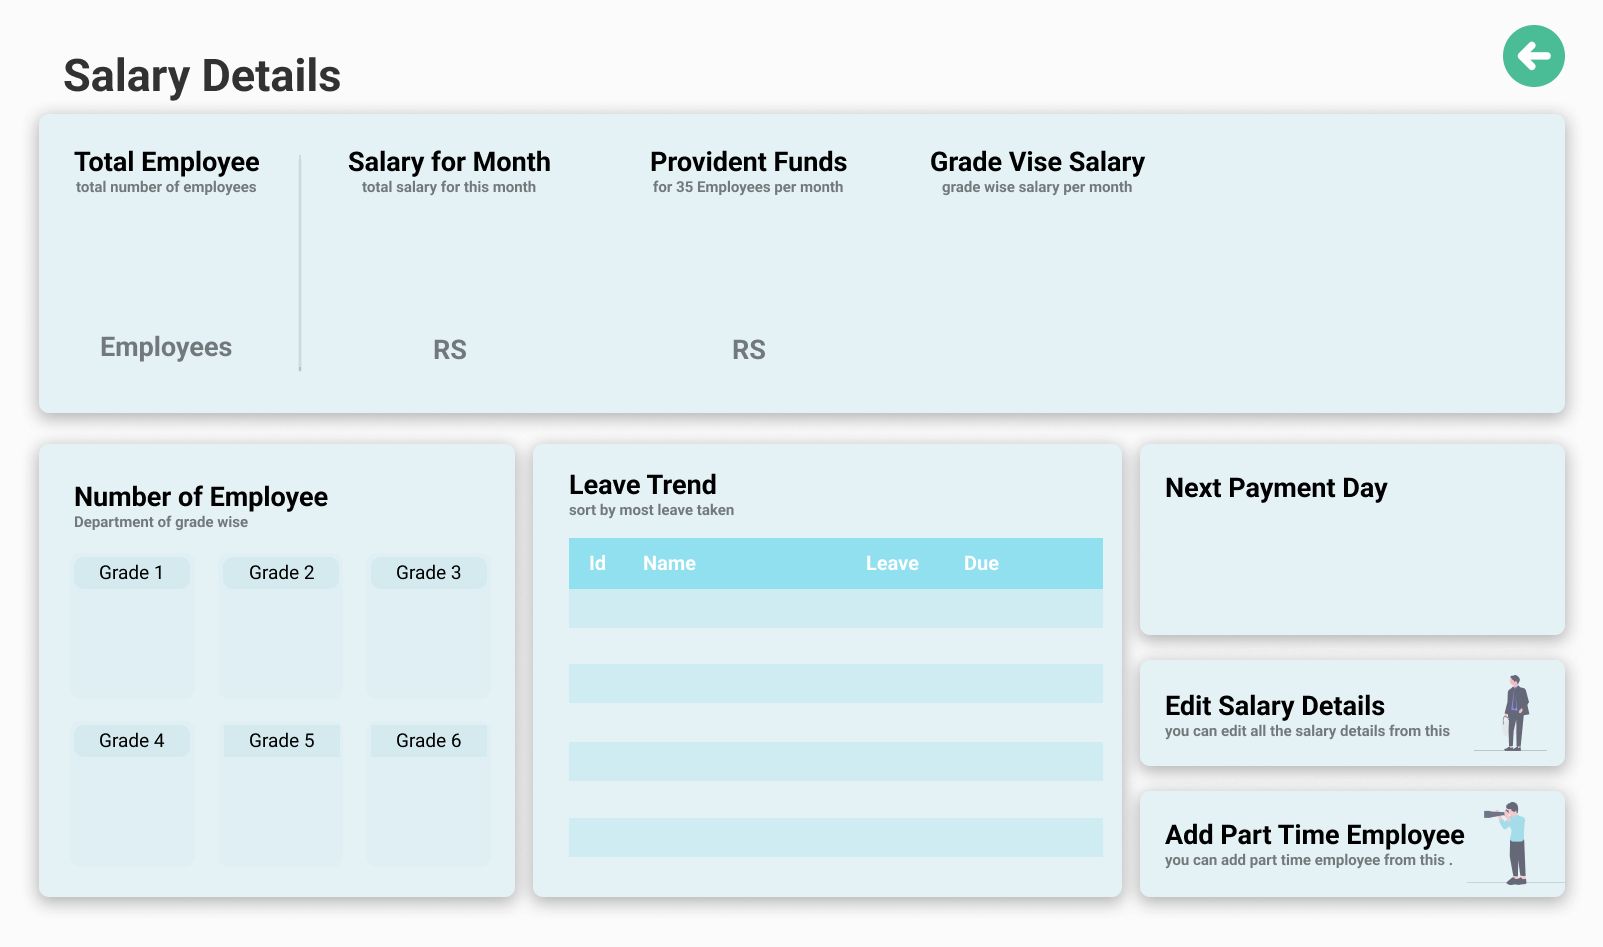 Salary Details
Total Employee
total number of employees
Employees
Salary for Month
total salary for this month
RS
Provident Funds
for 35 Employees per month
RS
Grade Vise Salary
grade wise salary per month
Number of Employee
Department of grade wise
Grade 1
Grade 2
Grade 3
Grade 4
Grade 5
Grade 6
Leave Trend
sort by most leave taken
Id Name Leave Due
Next Payment Day
Edit Salary Details
you can edit all the salary details from this
Add Part Time Employee
you can add part time employee from this .